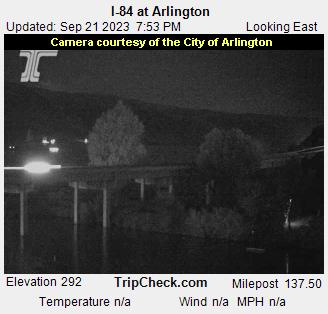 I-84 at Arlington
Updated: Sep 21 2023 7:53 PM Looking East
Camera courtesy of the City of Arlington
Elevation 292 TripCheck.com Milepost 137.50
Temperature n/a Wind n/a MPH n/a